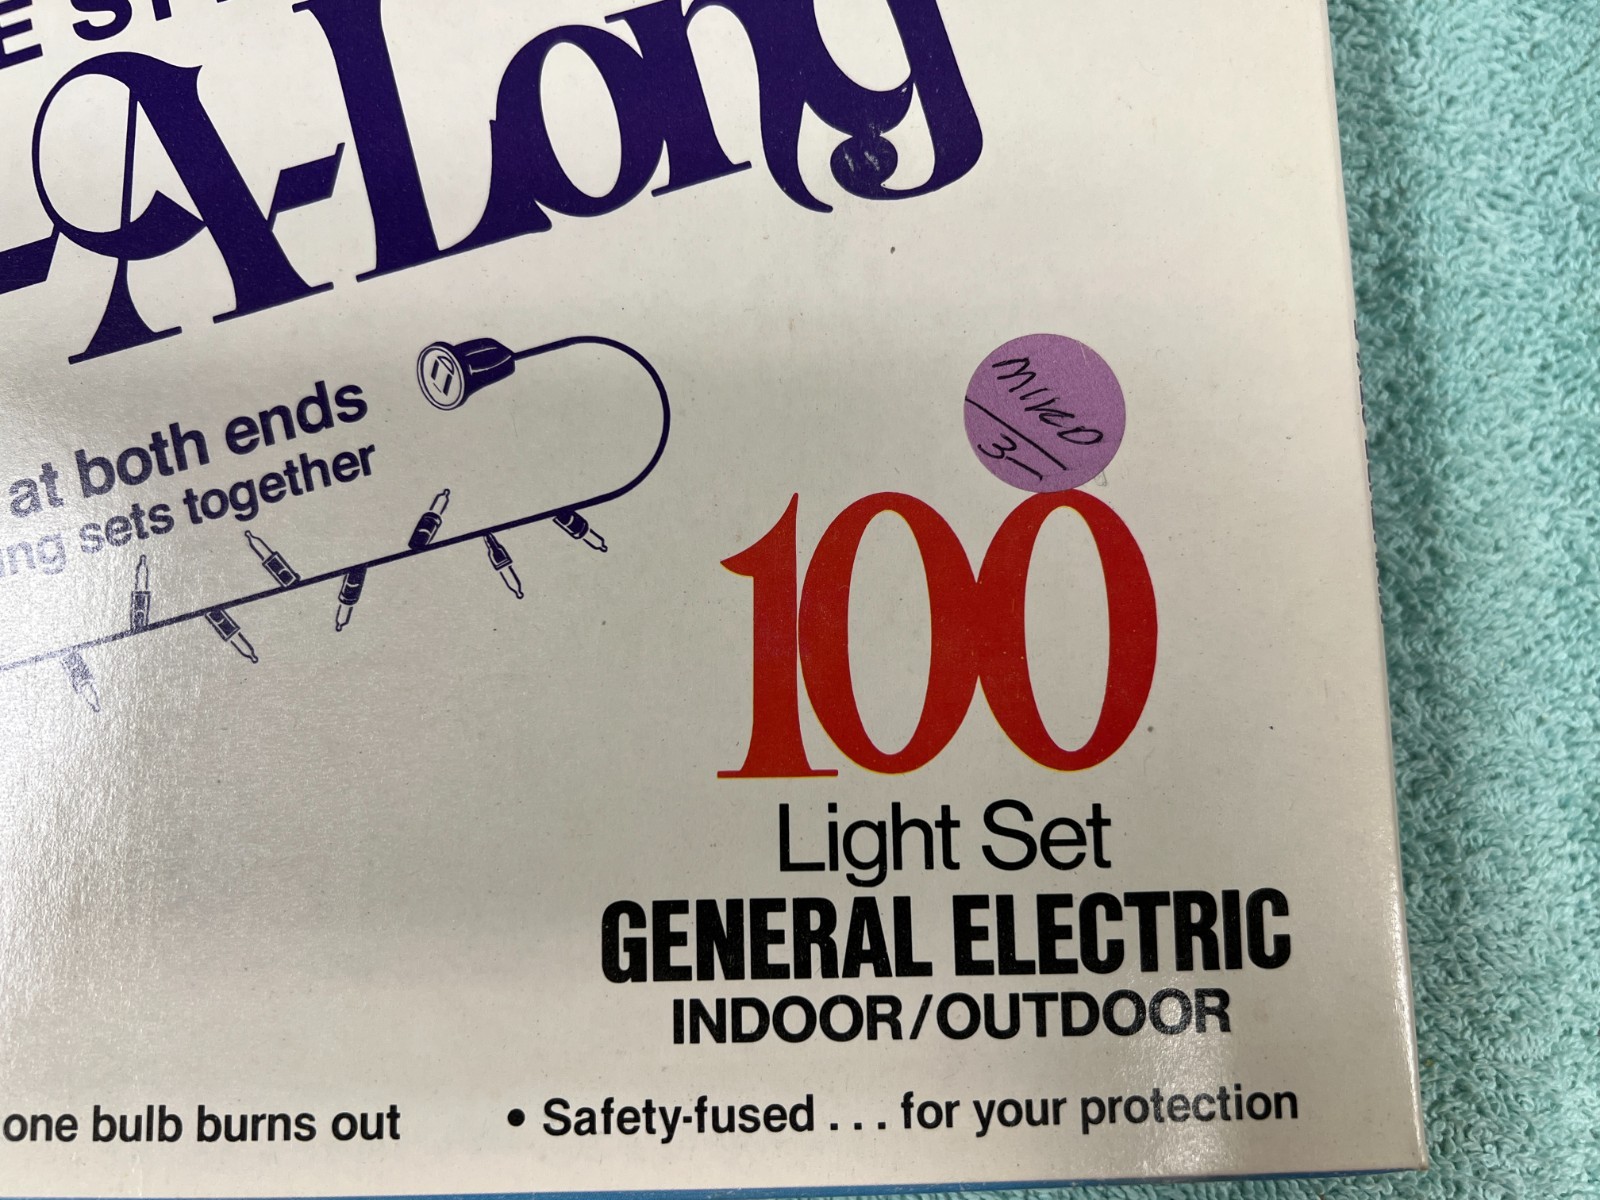 -A-Long
at both ends
sets together
MIXED
3
100
Light Set
GENERAL ELECTRIC
INDOOR/OUTDOOR
one bulb burns out
• Safety-fused . . . for your protection